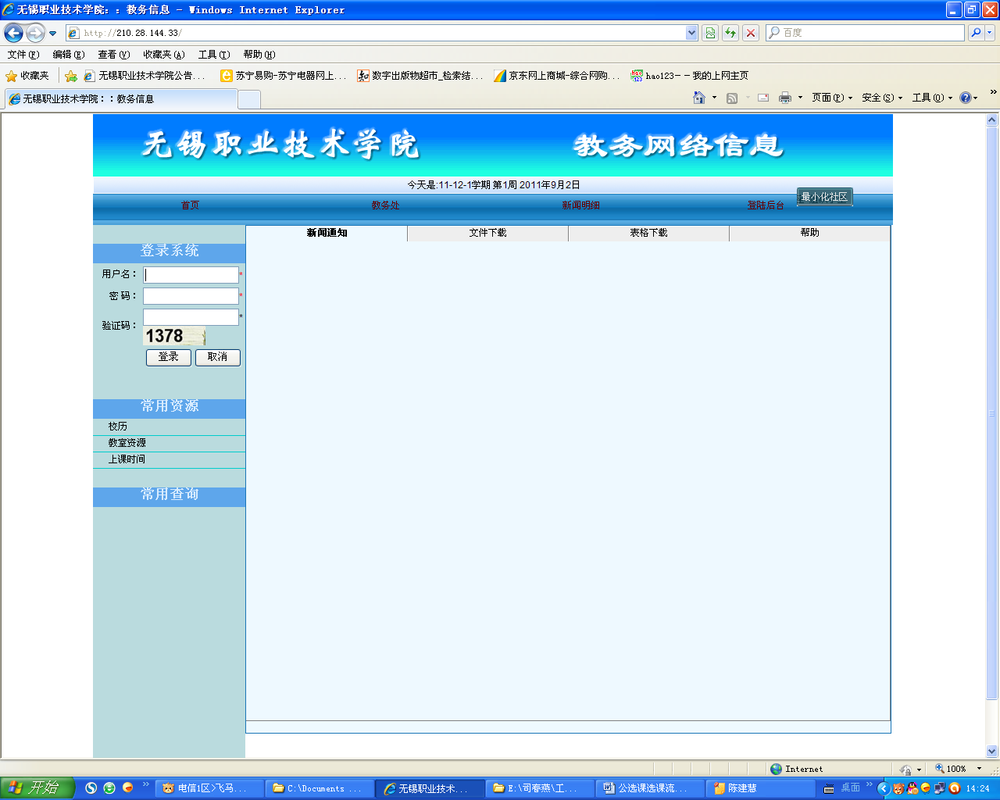 无锡职业技术学院：：教务信息 - Windows Internet Explorer
http://210.28.144.33/
百度
文件(F) 编辑(E) 查看(V) 收藏夹(A) 工具(T) 帮助(H)
收藏夹 无锡职业技术学院公告... 苏宁易购-苏宁电器网上... 数字出版物超市_检索结... 京东网上商城-综合网购... hao123－－我的上网主页
无锡职业技术学院：：教务信息 页面(P) 安全(S) 工具(O)
无锡职业技术学院 教务网络信息
今天是:11-12-1学期 第1周 2011年9月2日
最小化社区
首页 教务处 新闻明细 登陆后台
新闻通知 文件下载 表格下载 帮助
登录系统
用户名： *
密 码： *
验证码： *
1378
登录 取消
常用资源
校历
教室资源
上课时间
常用查询
Internet 100%
开始 电信1区>飞马... C:\Documents ... 无锡职业技术... E:\司春燕\工... 公选课选课流... 陈建慧 桌面 14:24